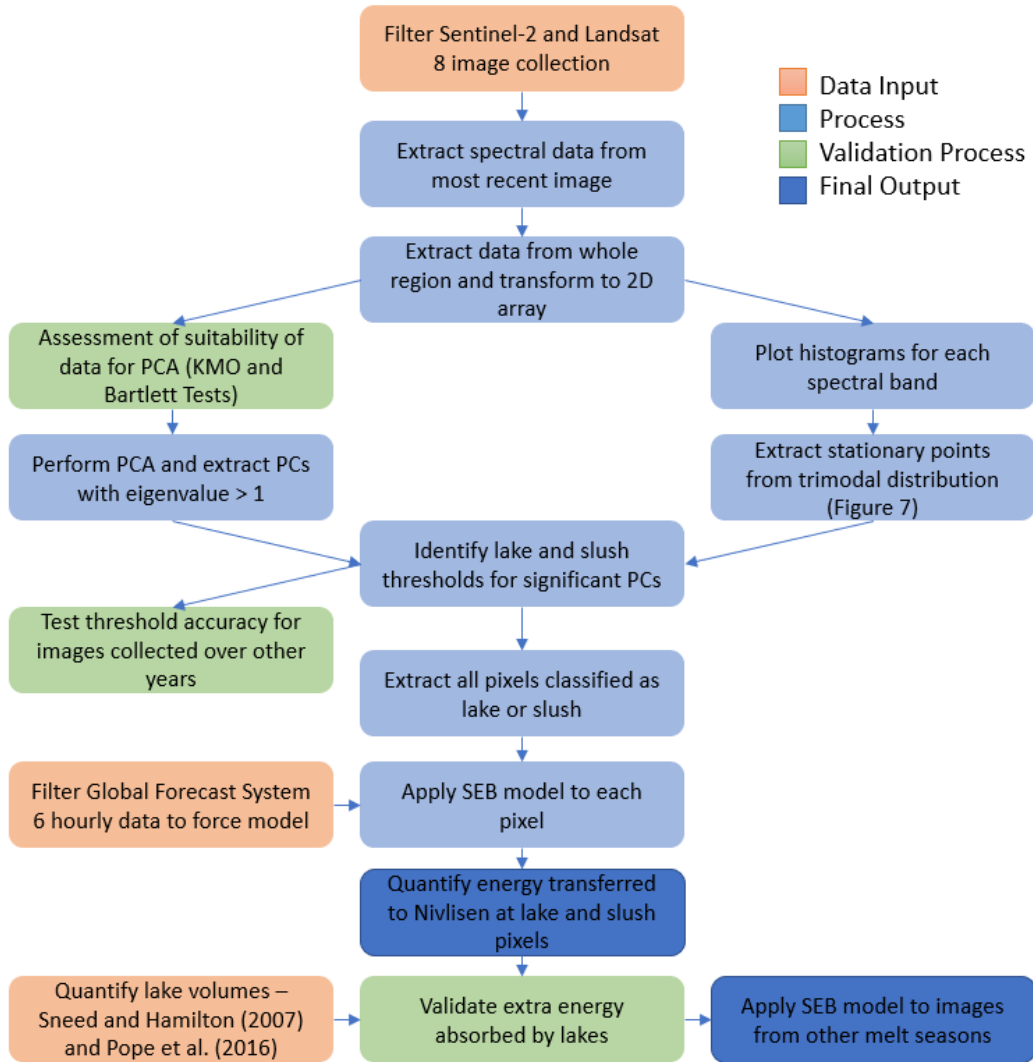 Filter Sentinel-2 and Landsat
8 image collection
Data Input
Process
Validation Process
Final Output
Extract spectral data from
most recent image
Extract data from whole
region and transform to 2D
array
Assessment of suitability of
data for PCA (KMO and
Bartlett Tests)
Plot histograms for each
spectral band
Perform PCA and extract PCs
with eigenvalue > 1
Extract stationary points
from trimodal distribution
(Figure 7)
Identify lake and slush
thresholds for significant PCs
Test threshold accuracy for
images collected over other
years
Extract all pixels classified as
lake or slush
Filter Global Forecast System
6 hourly data to force model
Apply SEB model to each
pixel
Quantify energy transferred
to Nivlisen at lake and slush
pixels
Quantify lake volumes –
Sneed and Hamilton (2007)
and Pope et al. (2016)
Validate extra energy
absorbed by lakes
Apply SEB model to images
from other melt seasons